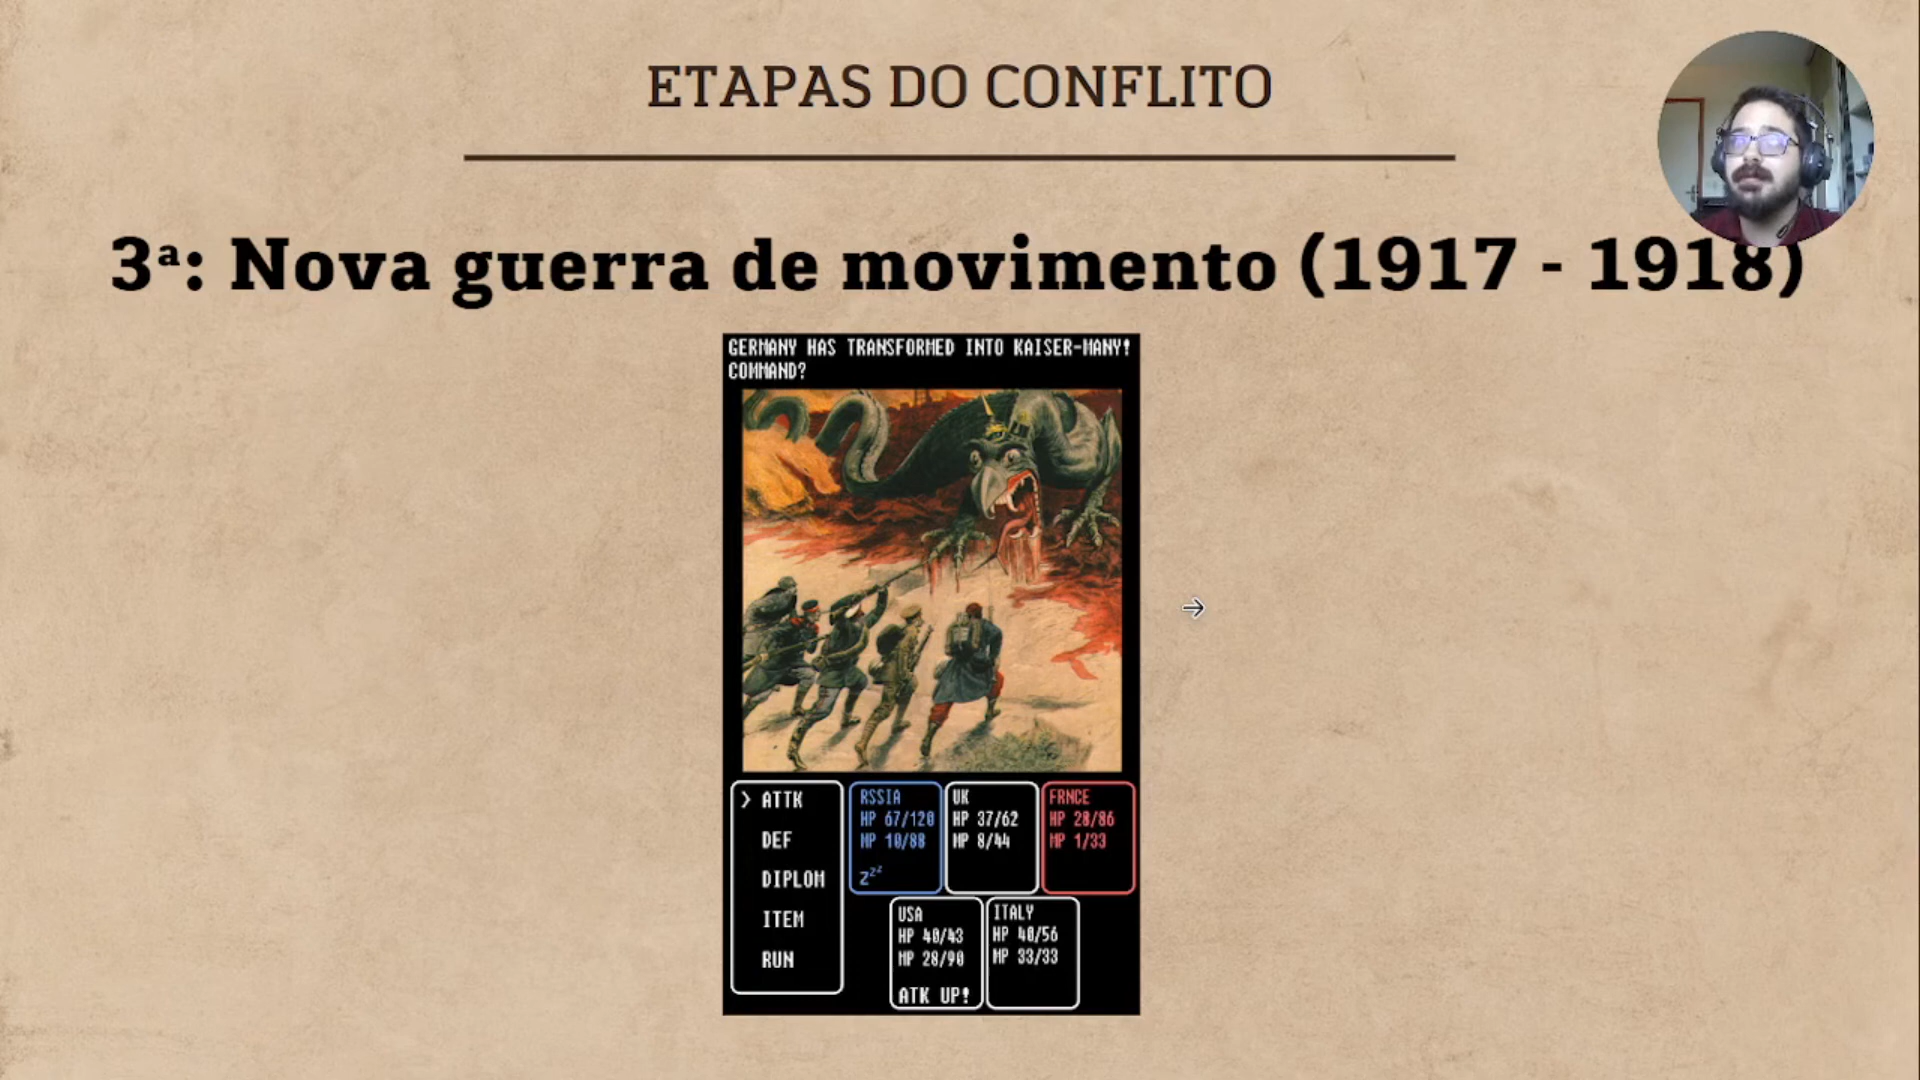 ETAPAS DO CONFLITO
3ª: Nova guerra de movimento (1917 - 1918)
GERMANY HAS TRANSFORMED INTO KAISER-MANY!
COMMAND?
> ATTK
DEF
DIPLOM
ITEM
RUN
RSSIA
HP 67/120
MP 10/88
zzz
UK
HP 37/62
MP 8/44
FRNCE
HP 28/86
MP 1/33
USA
HP 40/43
MP 28/90
ATK UP!
ITALY
HP 40/56
MP 33/33